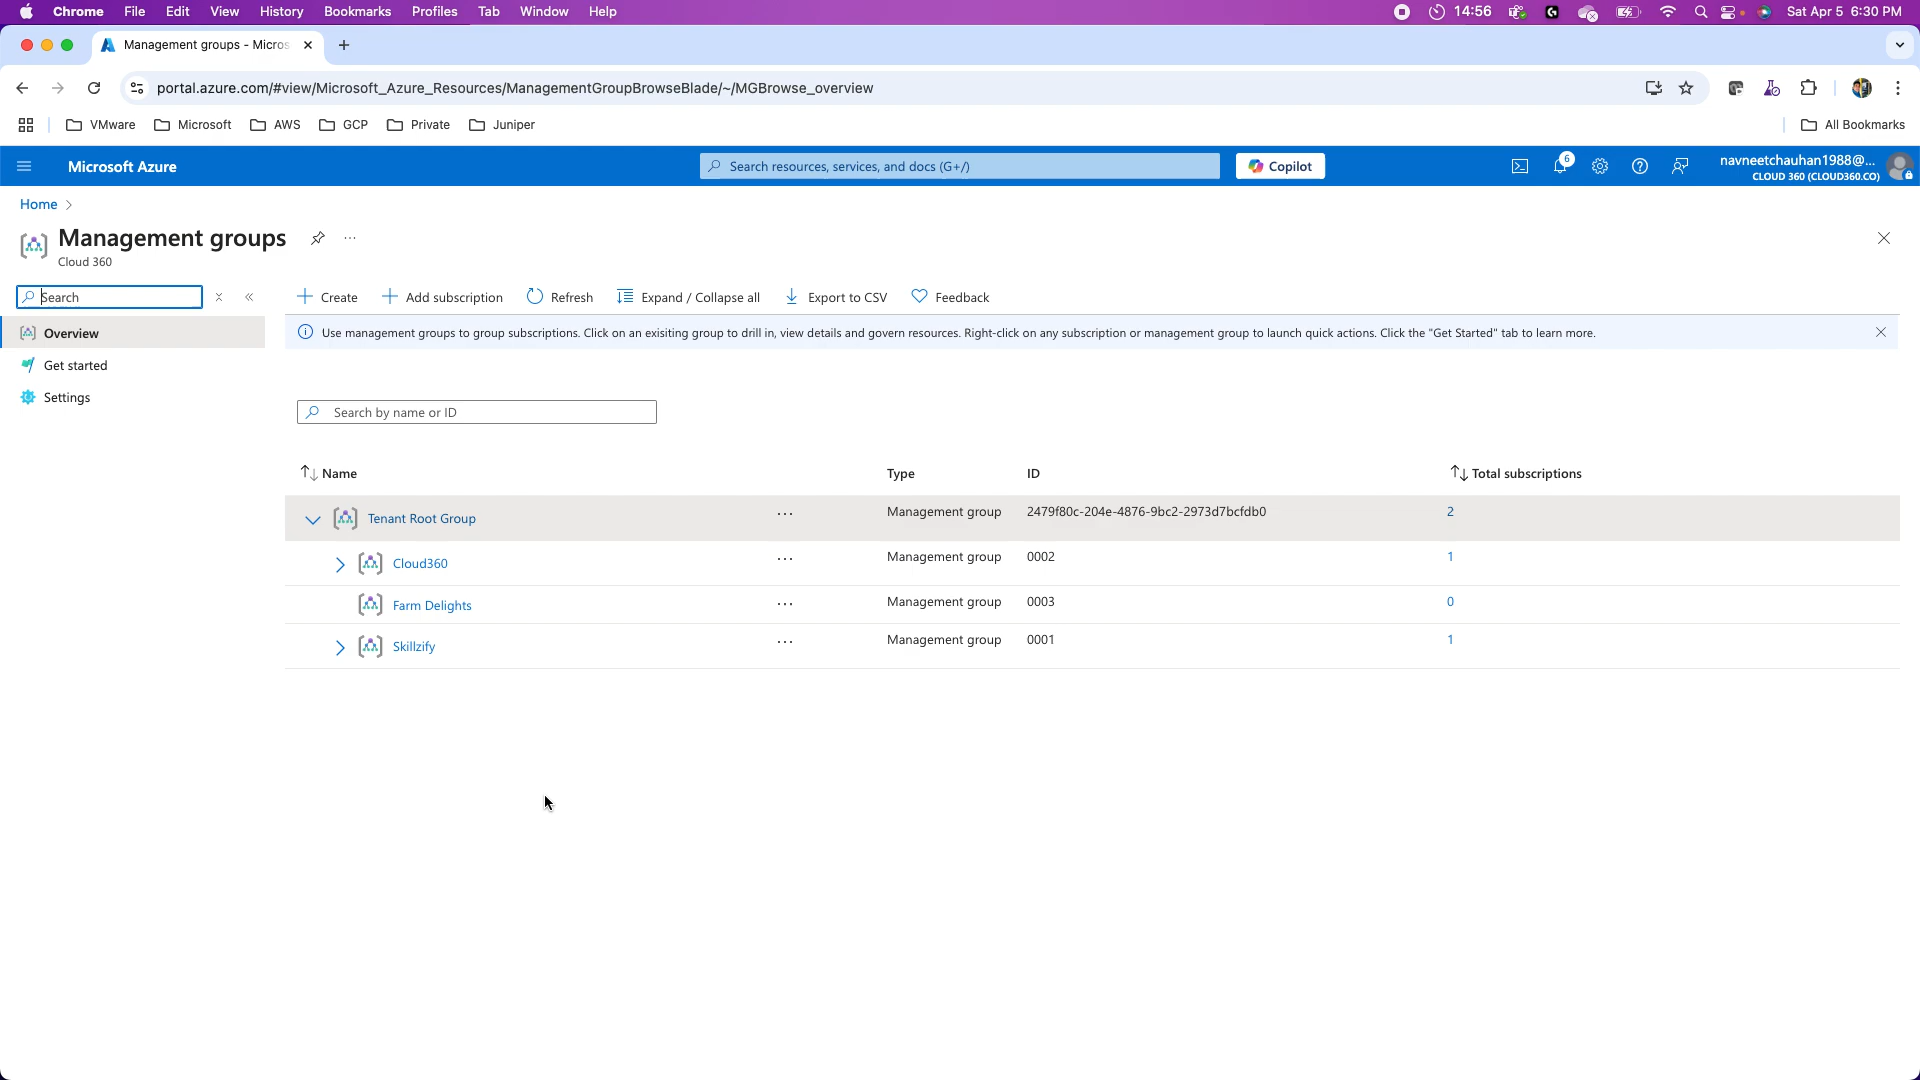 Chrome File Edit View History Bookmarks Profiles Tab Window Help 14:56 Sat Apr 5 6:30 PM
Management groups - Micros
portal.azure.com/#view/Microsoft_Azure_Resources/ManagementGroupBrowseBlade/~/MGBrowse_overview
VMware Microsoft AWS GCP Private Juniper All Bookmarks
Microsoft Azure Search resources, services, and docs (G+/) Copilot 6 navneetchauhan1988@...
CLOUD 360 (CLOUD360.CO)
Home >
Management groups ...
Cloud 360
Search
Create Add subscription Refresh Expand / Collapse all Export to CSV Feedback
Overview
Get started
Settings
Use management groups to group subscriptions. Click on an exisiting group to drill in, view details and govern resources. Right-click on any subscription or management group to launch quick actions. Click the "Get Started" tab to learn more.
Search by name or ID
Name Type ID Total subscriptions
Tenant Root Group ... Management group 2479f80c-204e-4876-9bc2-2973d7bcfdb0 2
Cloud360 ... Management group 0002 1
Farm Delights ... Management group 0003 0
Skillzify ... Management group 0001 1